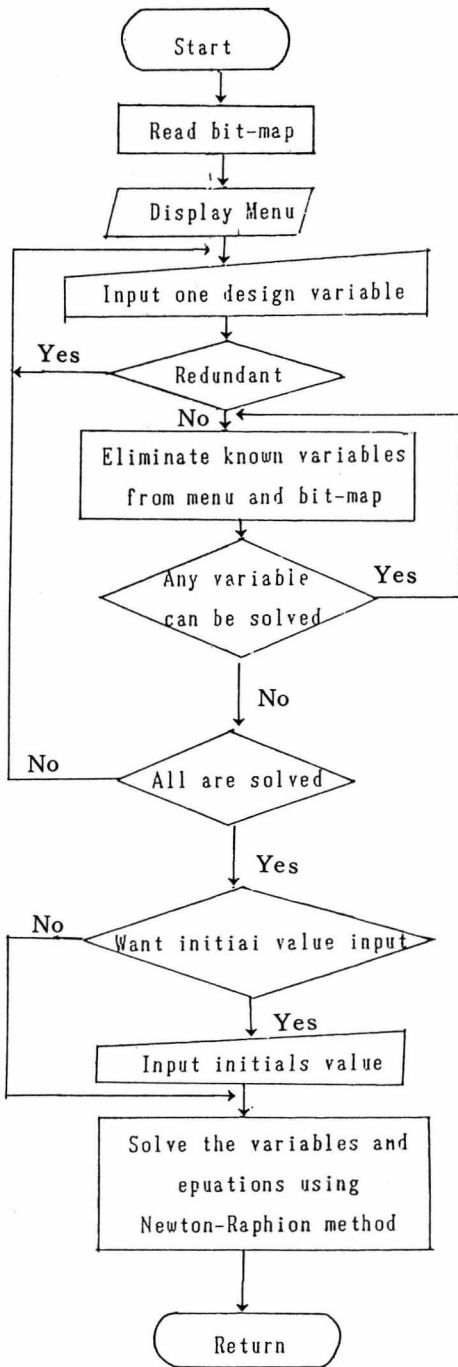 Start
Read bit-map
Display Menu
Input one design variable
Yes
Redundant
No
Eliminate known variables
from menu and bit-map
Any variable
Yes
can be solved
No
No
All are solved
Yes
No
Want initiai value input
Yes
Input initials value
Solve the variables and
epuations using
Newton-Raphion method
Return